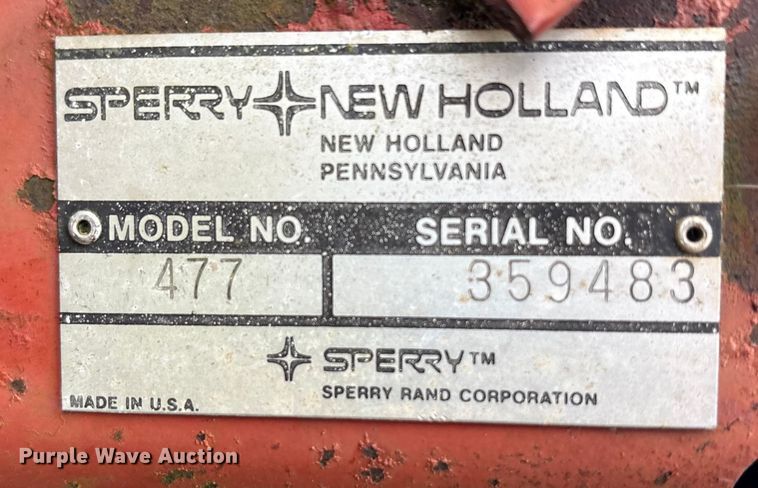 SPERRY NEW HOLLAND™
NEW HOLLAND
PENNSYLVANIA
MODEL NO. SERIAL NO.
477 359483
SPERRY™
SPERRY RAND CORPORATION
MADE IN U.S.A.
Purple Wave Auction